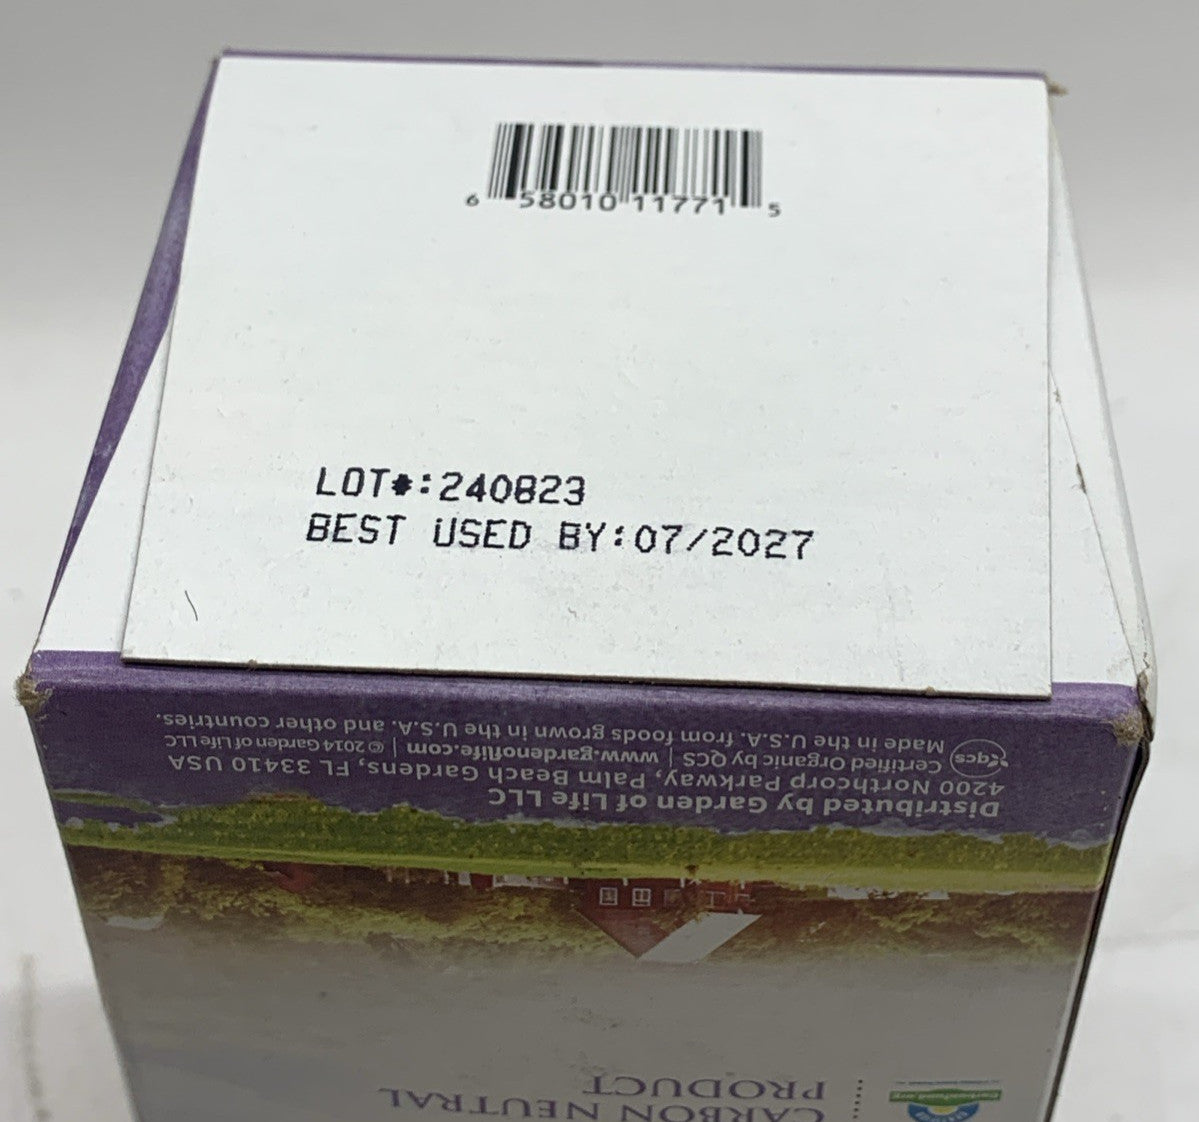 6 58010 11771 5
LOT#:240823
BEST USED BY:07/2027
CARBON NEUTRAL
PRODUCT
Distributed by Garden of Life LLC
4200 Northcorp Parkway, Palm Beach Gardens, FL 33410 USA
Certified Organic by QCS | www.gardenoflife.com | © 2014 Garden of Life LLC
Made in the U.S.A. from foods grown in the U.S.A. and other countries.
qcs